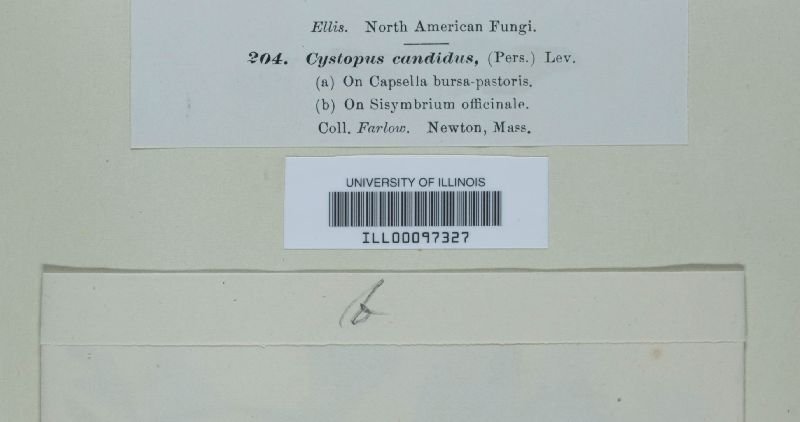 Ellis. North American Fungi.
204. Cystopus candidus, (Pers.) Lev.
(a) On Capsella bursa-pastoris.
(b) On Sisymbrium officinale.
Coll. Farlow. Newton, Mass.
UNIVERSITY OF ILLINOIS
ILL00097327
b